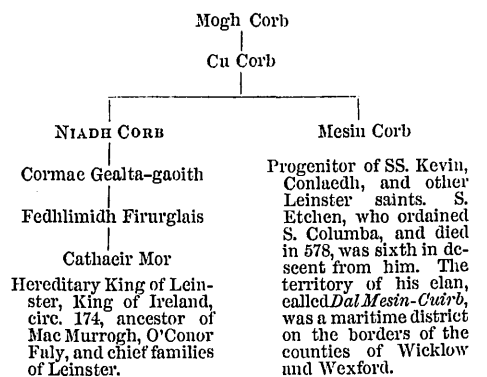 Mogh Corb
Cu Corb
NIADH CORB
Cormac Gealta-gaoith
Fedhlimidh Firurglais
Cathaeir Mor
Hereditary King of Lein-
ster, King of Ireland,
circ. 174, ancestor of
Mac Murrogh, O'Conor
Faly, and chief families
of Leinster.
Mesin Corb
Progenitor of SS. Kevin,
Conlaedh, and other
Leinster saints. S.
Etchen, who ordained
S. Columba, and died
in 578, was sixth in de-
scent from him. The
territory of his clan,
called Dal Mesin-Cuirb,
was a maritime district
on the borders of the
counties of Wicklow
and Wexford.